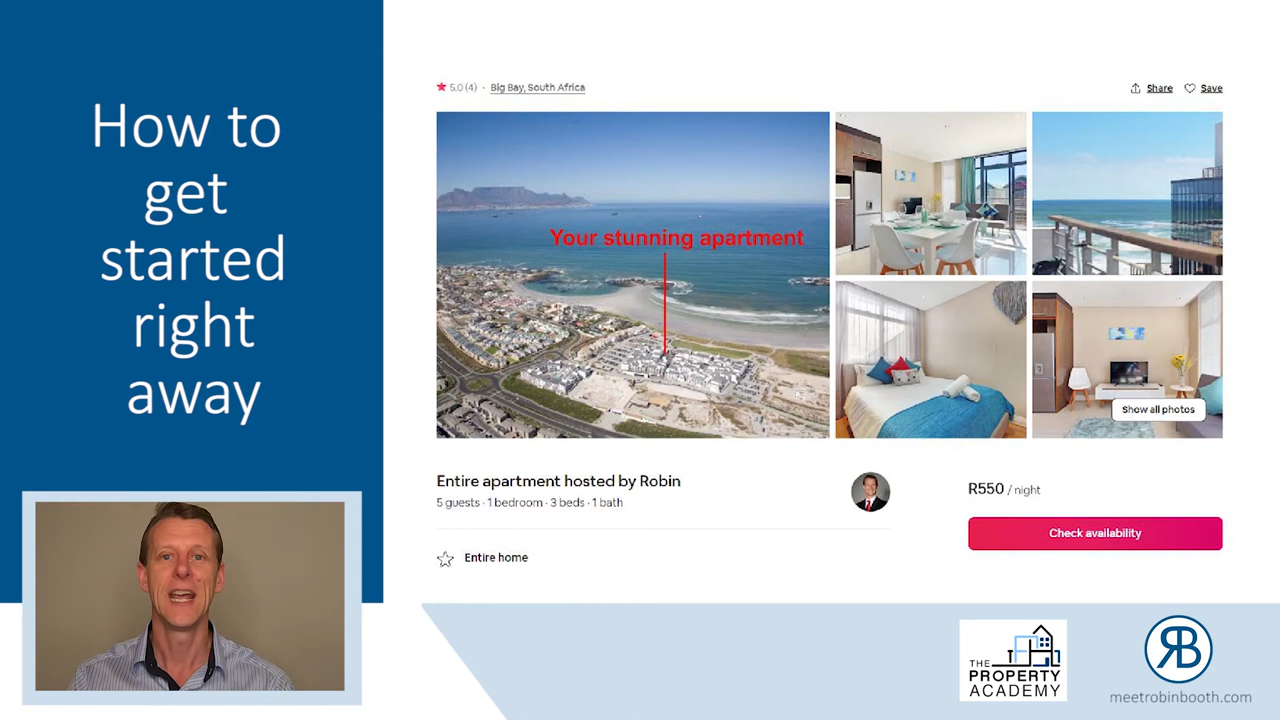 How to
get
started
right
away
5.0 (4) · Big Bay, South Africa
Share
Save
Your stunning apartment
Show all photos
Entire apartment hosted by Robin
5 guests · 1 bedroom · 3 beds · 1 bath
R550 / night
Check availability
Entire home
THE
PROPERTY
ACADEMY
RB
meetrobinbooth.com